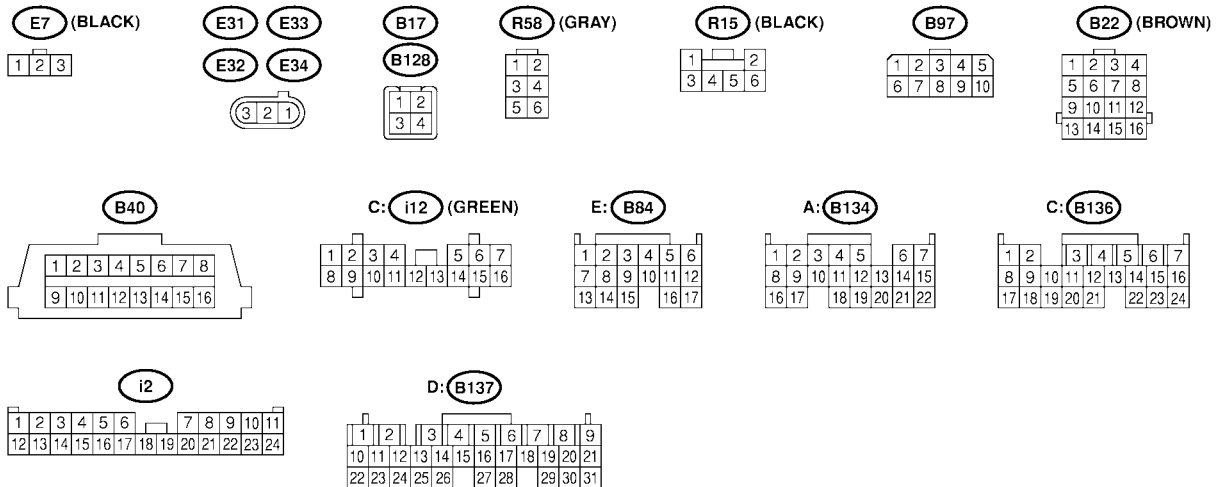 E7 (BLACK) E31 E33 B17 R58 (GRAY) R15 (BLACK) B97 B22 (BROWN)
E32 E34 B128
1 2 3
3 2 1
1 2
3 4
1 2
3 4
5 6
1 2
3 4 5 6
1 2 3 4 5
6 7 8 9 10
1 2 3 4
5 6 7 8
9 10 11 12
13 14 15 16
B40 C: i12 (GREEN) E: B84 A: B134 C: B136
1 2 3 4 5 6 7 8
9 10 11 12 13 14 15 16
1 2 3 4 5 6 7
8 9 10 11 12 13 14 15 16
1 2 3 4 5 6
7 8 9 10 11 12
13 14 15 16 17
1 2 3 4 5 6 7
8 9 10 11 12 13 14 15
16 17 18 19 20 21 22
1 2 3 4 5 6 7
8 9 10 11 12 13 14 15 16
17 18 19 20 21 22 23 24
i2 D: B137
1 2 3 4 5 6 7 8 9 10 11
12 13 14 15 16 17 18 19 20 21 22 23 24
1 2 3 4 5 6 7 8 9
10 11 12 13 14 15 16 17 18 19 20 21
22 23 24 25 26 27 28 29 30 31